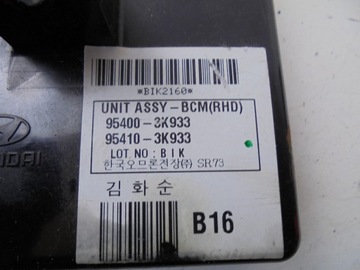 *BIK2160*
UNIT ASSY-BCM(RHD)
95400-3K933
95410-3K933
LOT NO : BIK
한국오므론전장(주) SR73
김화순
B16
HYUNDAI